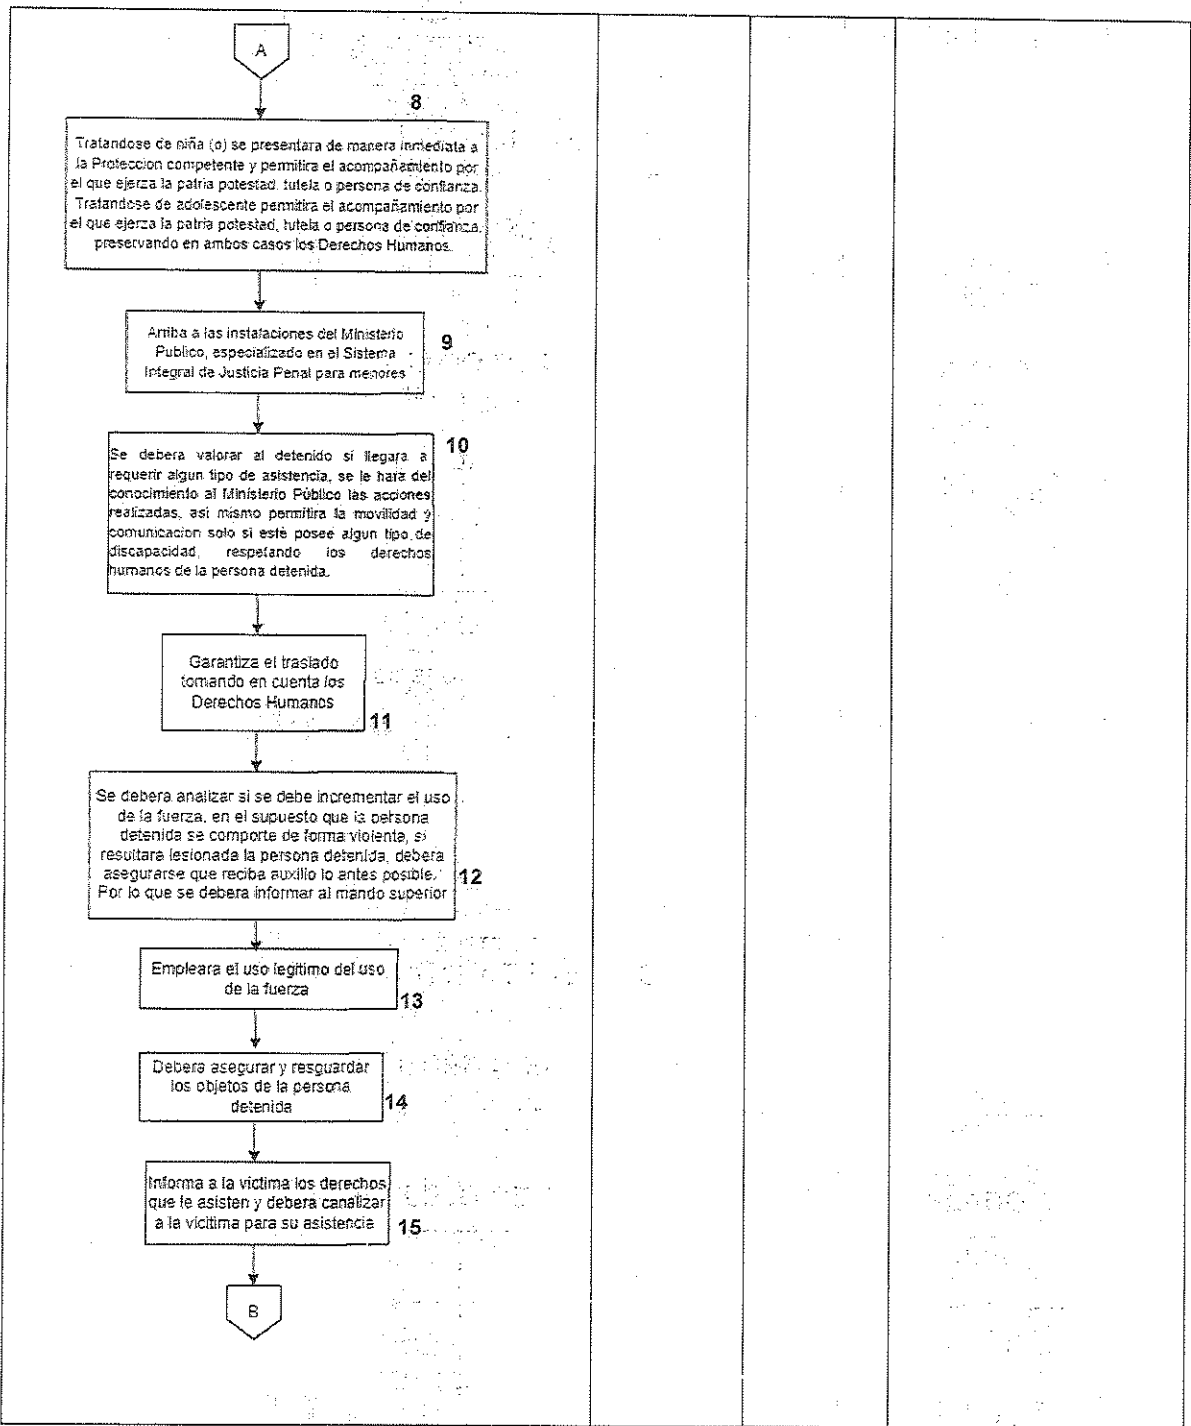 A
8
Tratandose de niña (o) se presentara de manera inmediata a
la Proteccion competente y permitira el acompañamiento por
el que ejerza la patria potestad, tutela o persona de confianza.
Tratandose de adolescente permitira el acompañamiento por
el que ejerza la patria potestad, tutela o persona de confianza,
preservando en ambos casos los Derechos Humanos.
Arriba a las instalaciones del Ministerio
Publico, especializado en el Sistema
Integral de Justicia Penal para menores
9
10
Se debera valorar al detenido si llegara a
requerir algun tipo de asistencia, se le hara del
conocimiento al Ministerio Público las acciones
realizadas, asi mismo permitira la movilidad y
comunicacion solo si esté posee algun tipo de
discapacidad, respetando los derechos
humanos de la persona detenida.
Garantiza el traslado
tomando en cuenta los
Derechos Humanos
11
Se debera analizar si se debe incrementar el uso
de la fuerza, en el supuesto que la persona
detenida se comporte de forma violenta, si
resultara lesionada la persona detenida, debera
asegurarse que reciba auxilio lo antes posible.
Por lo que se debera informar al mando superior
12
Empleara el uso legitimo del uso
de la fuerza
13
Debera asegurar y resguardar
los objetos de la persona
detenida
14
Informa a la victima los derechos
que le asisten y debera canalizar
a la vicitima para su asistencia
15
B